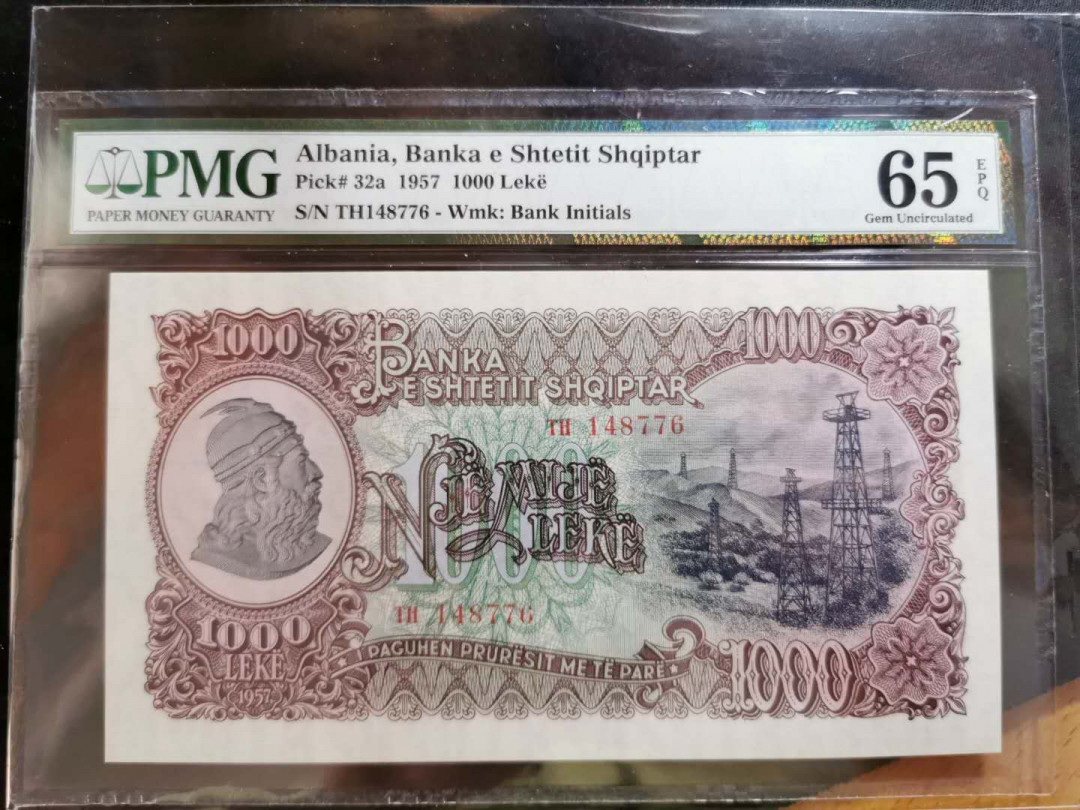 PMG
PAPER MONEY GUARANTY
Albania, Banka e Shtetit Shqiptar
Pick# 32a 1957 1000 Lekë
S/N TH148776 - Wmk: Bank Initials
65 EPQ
Gem Uncirculated
1000
BANKA
E SHTETIT SHQIPTAR
1000
TH 148776
1000
NJË MIJË
LEKË
TH 148776
1000
LEKË
1957
I PAGUHEN PRURËSIT ME TË PARË
1000